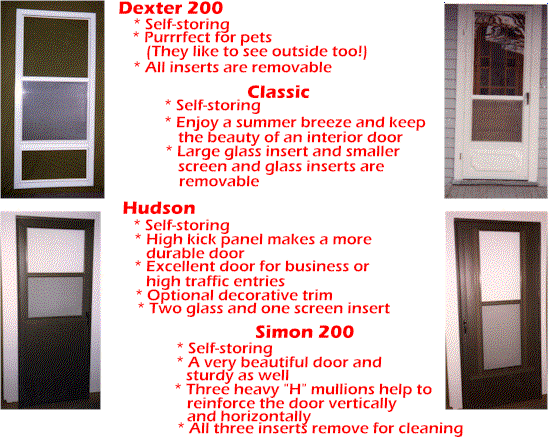 Dexter 200
* Self-storing
* Purrrfect for pets
(They like to see outside too!)
* All inserts are removable
Classic
* Self-storing
* Enjoy a summer breeze and keep
the beauty of an interior door
* Large glass insert and smaller
screen and glass inserts are
removable
Hudson
* Self-storing
* High kick panel makes a more
durable door
* Excellent door for business or
high traffic entries
* Optional decorative trim
* Two glass and one screen insert
Simon 200
* Self-storing
* A very beautiful door and
sturdy as well
* Three heavy "H" mullions help to
reinforce the door vertically
and horizontally
* All three inserts remove for cleaning